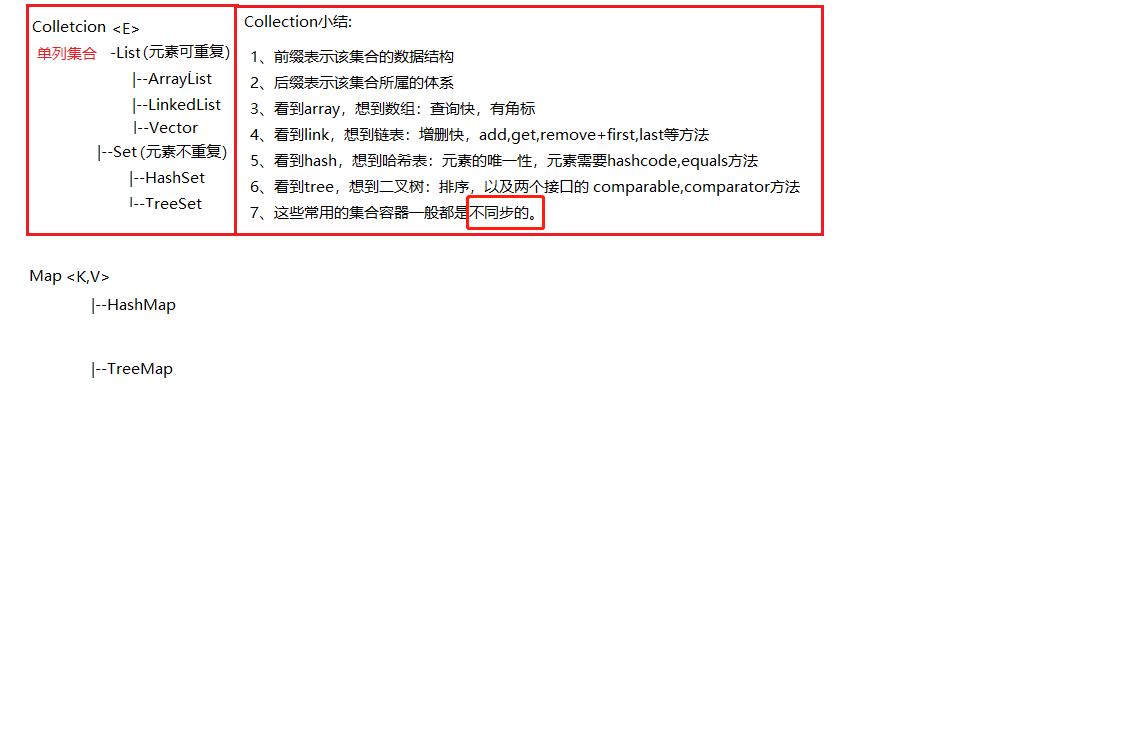 Colletcion <E>
单列集合 -List (元素可重复)
|--ArrayList
|--LinkedList
|--Vector
|--Set (元素不重复)
|--HashSet
|--TreeSet
Collection小结:
1、前缀表示该集合的数据结构
2、后缀表示该集合所属的体系
3、看到array，想到数组：查询快，有角标
4、看到link，想到链表：增删快，add,get,remove+first,last等方法
5、看到hash，想到哈希表：元素的唯一性，元素需要hashcode,equals方法
6、看到tree，想到二叉树：排序，以及两个接口的 comparable,comparator方法
7、这些常用的集合容器一般都是不同步的。
Map <K,V>
|--HashMap
|--TreeMap